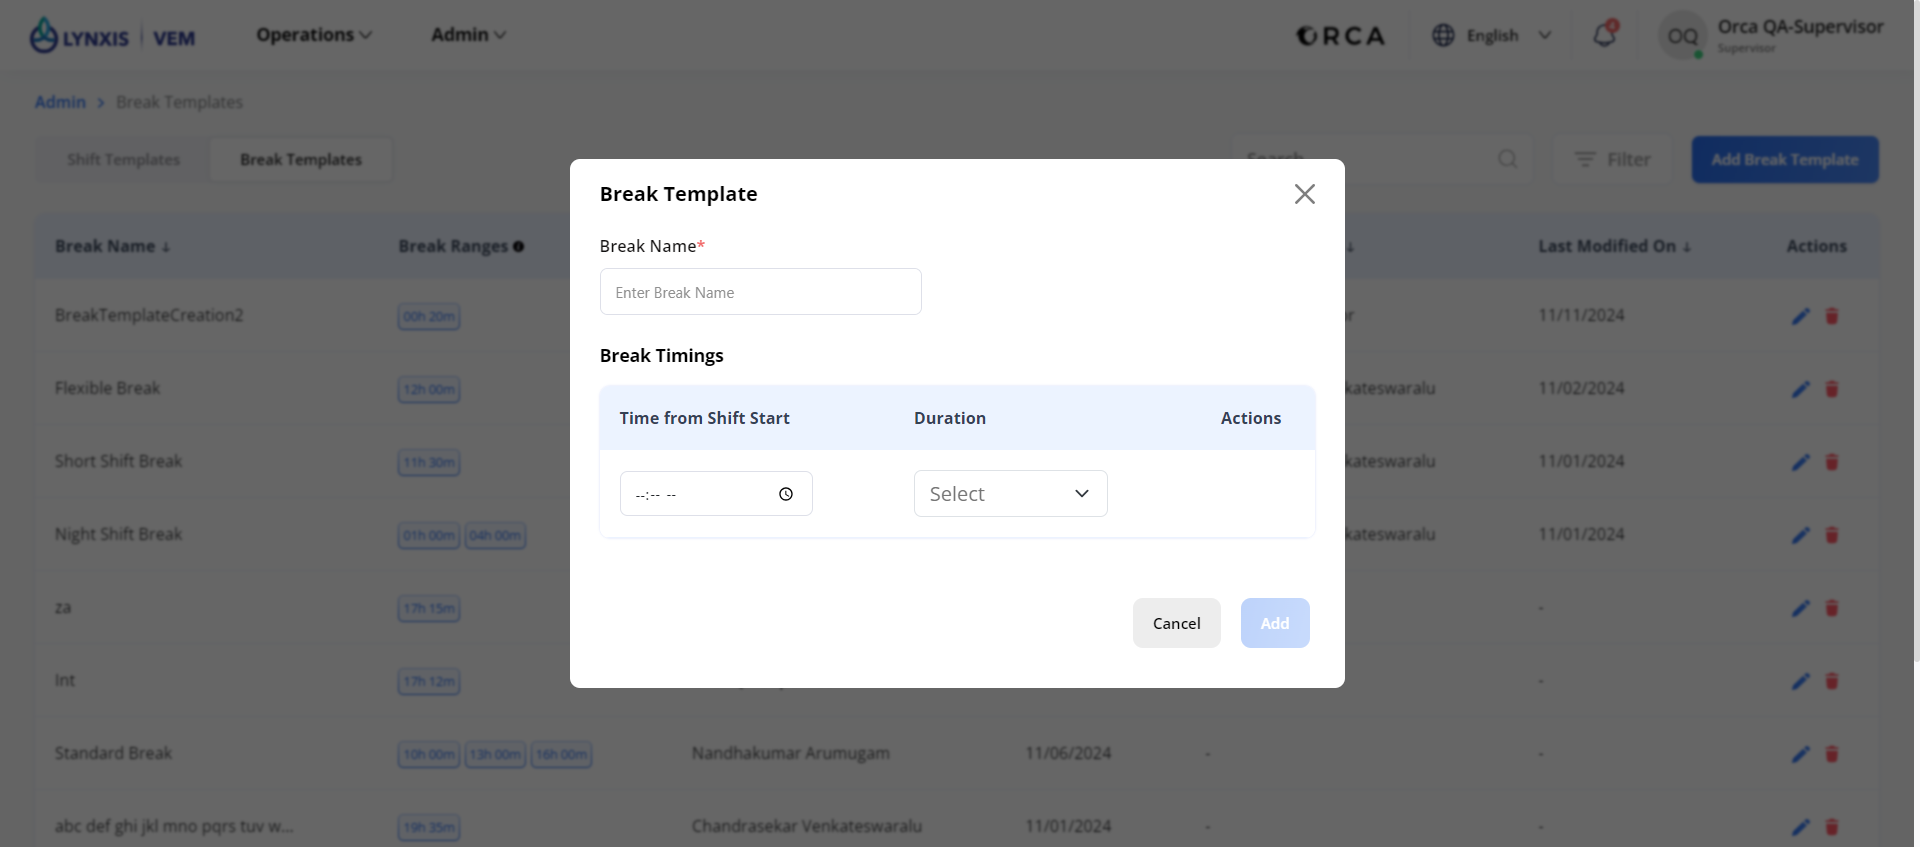 LYNXIS | VEM Operations Admin ORCA English 4 OQ Orca QA-Supervisor
Supervisor
Admin > Break Templates
Shift Templates Break Templates Search Filter Add Break Template
Break Name ↓ Break Ranges Last Modified On ↓ Actions
BreakTemplateCreation2 00h 20m 11/11/2024
Flexible Break 12h 00m kateswaralu 11/02/2024
Short Shift Break 11h 30m kateswaralu 11/01/2024
Night Shift Break 01h 00m 04h 00m kateswaralu 11/01/2024
za 17h 15m - -
Int 17h 12m -
Standard Break 10h 00m 13h 00m 16h 00m Nandhakumar Arumugam 11/06/2024 - -
abc def ghi jkl mno pqrs tuv w... 19h 35m Chandrasekar Venkateswaralu 11/01/2024 - -
Break Template
Break Name*
Enter Break Name
Break Timings
Time from Shift Start Duration Actions
--:-- -- Select
Cancel Add